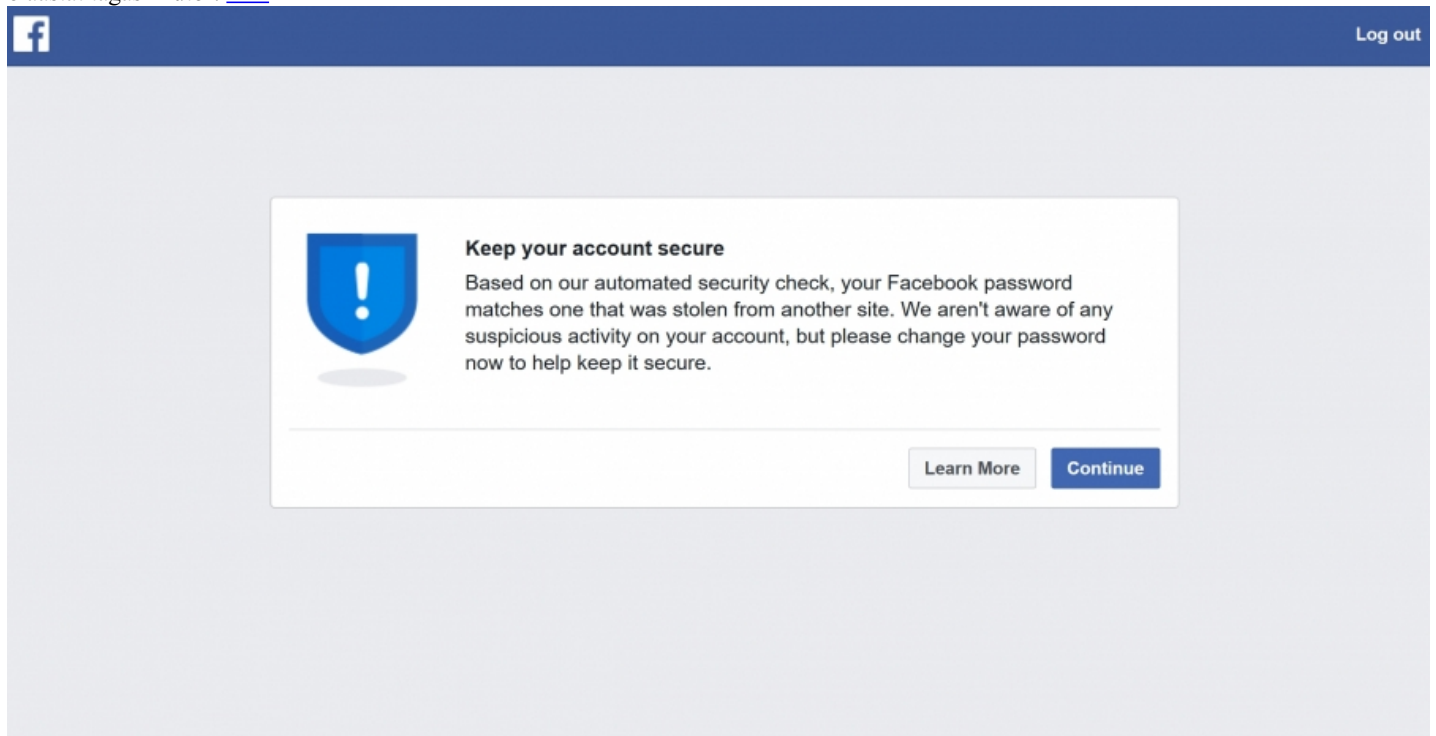 Log out
Keep your account secure
Based on our automated security check, your Facebook password
matches one that was stolen from another site. We aren't aware of any
suspicious activity on your account, but please change your password
now to help keep it secure.
Learn More
Continue